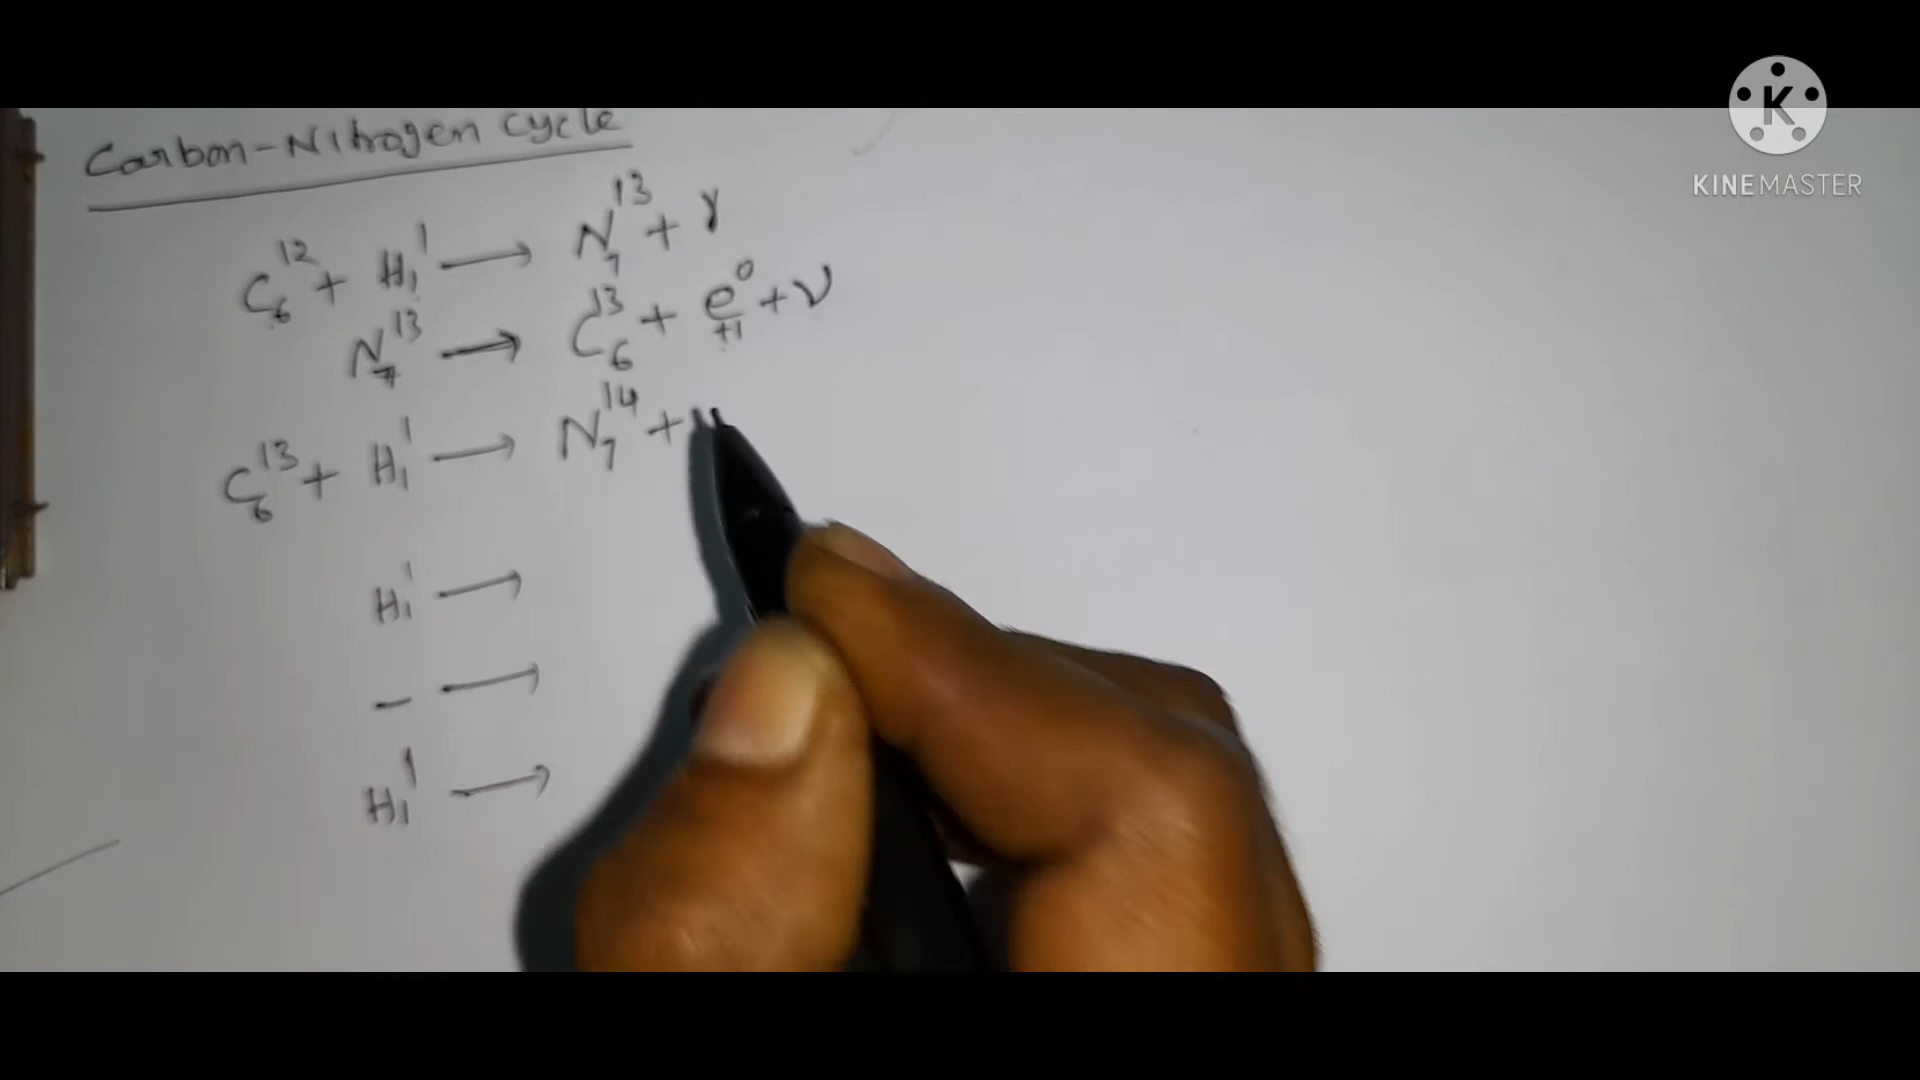 K
KINEMASTER
Carbon-Nitrogen cycle
C₆¹² + H₁¹ → N₇¹³ + γ
N₇¹³ → C₆¹³ + e₊₁⁰ + ν
C₆¹³ + H₁¹ → N₇¹⁴ +
H₁¹ →
- →
H₁¹ →